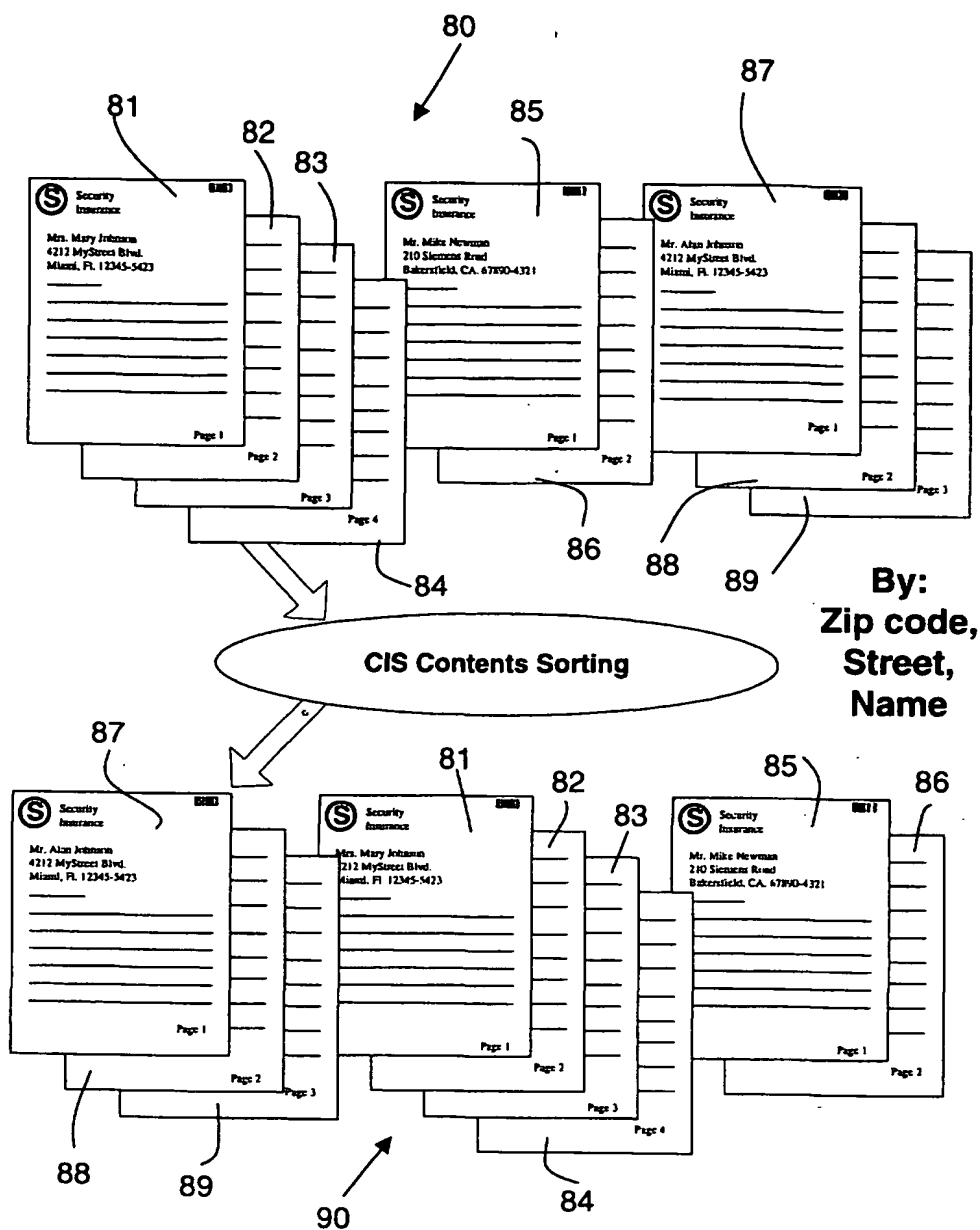 80
81
82
83
85
87
S
Security
Insurance
Mrs. Mary Johnson
4212 MyStreet Blvd.
Miami, Fl. 12345-5423
Page 1
Page 2
Page 3
Page 4
S
Security
Insurance
Mr. Mike Newman
210 Siemens Road
Bakersfield, CA. 67890-4321
Page 1
Page 2
S
Security
Insurance
Mr. Alan Johnson
4212 MyStreet Blvd.
Miami, Fl. 12345-5423
Page 1
Page 2
Page 3
84
86
88
89
By:
Zip code,
Street,
Name
CIS Contents Sorting
87
81
82
83
85
86
S
Security
Insurance
Mr. Alan Johnson
4212 MyStreet Blvd.
Miami, Fl. 12345-5423
Page 1
Page 2
Page 3
S
Security
Insurance
Mrs. Mary Johnson
212 MyStreet Blvd.
Miami, Fl 12345-5423
Page 1
Page 2
Page 3
Page 4
S
Security
Insurance
Mr. Mike Newman
210 Siemens Road
Bakersfield, CA. 67890-4321
Page 1
Page 2
88
89
90
84